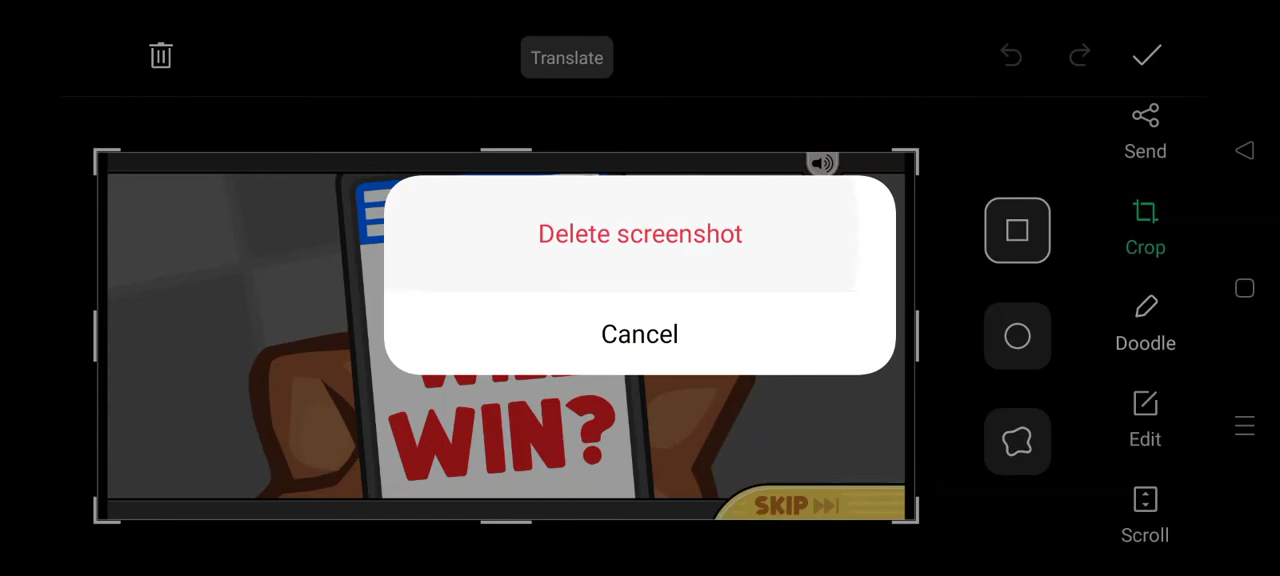 Translate
Send
Delete screenshot
Crop
Cancel
Doodle
WIN?
Edit
SKIP
Scroll